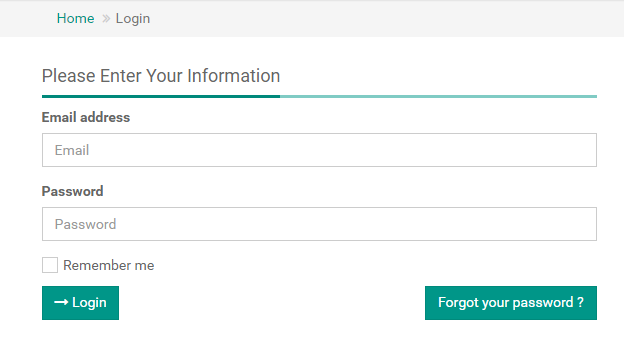 Home » Login
Please Enter Your Information
Email address
Email
Password
Password
Remember me
→ Login
Forgot your password ?